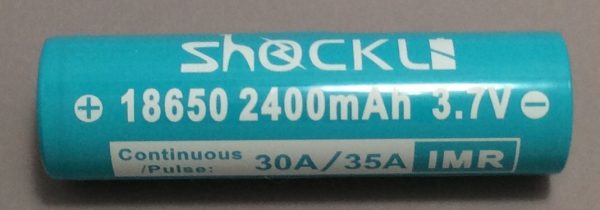 SHOCKLI
+ 18650 2400mAh 3.7V -
Continuous
/Pulse: 30A/35A IMR